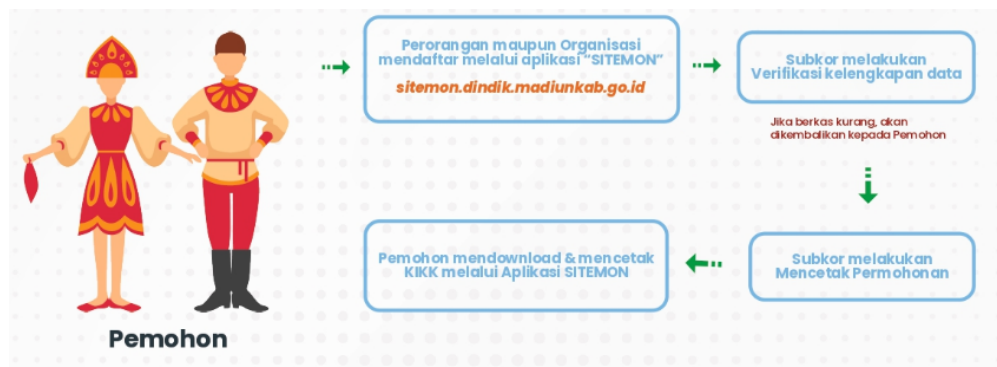 Perorangan maupun Organisasi
mendaftar melalui aplikasi "SITEMON"
sitemon.dindik.madiunkab.go.id
Subkor melakukan
Verifikasi kelengkapan data
Jika berkas kurang, akan
dikembalikan kepada Pemohon
Subkor melakukan
Mencetak Permohonan
Pemohon mendownload & mencetak
KIKK melalui Aplikasi SITEMON
Pemohon